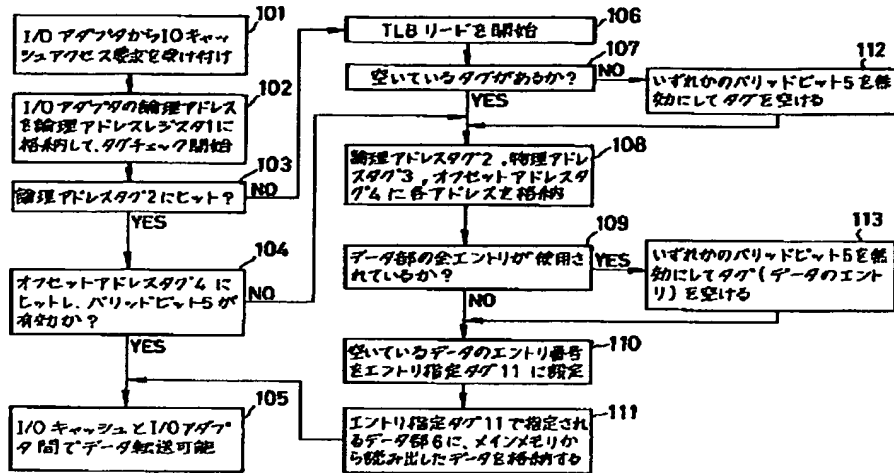 101
I/OアダプタからIOキャッ
シュアクセス要求を受け付け
102
I/Oアダプタの論理アドレス
を論理アドレスレジスタ1に
格納して、タグチェック開始
103
論理アドレスタグ2にヒット?
NO
YES
104
オフセットアドレスタグ4に
ヒットし、バリッドビット5が
有効か?
NO
YES
105
I/OキャッシュとI/Oアダプ
タ間でデータ転送可能
106
TLBリードを開始
107
空いているタグがあるか?
NO
YES
112
いずれかのバリッドビット5を無
効にしてタグを空ける
108
論理アドレスタグ2,物理アドレ
スタグ3,オフセットアドレスタ
グ4に各アドレスを格納
109
データ部の全エントリが使用さ
れているか?
YES
NO
113
いずれかのバリッドビット5を無
効にしてタグ(データのエント
リ)を空ける
110
空いているデータのエントリ番号
をエントリ指定タグ11に設定
111
エントリ指定タグ11で指定され
るデータ部6に、メインメモリか
ら読み出したデータを格納する